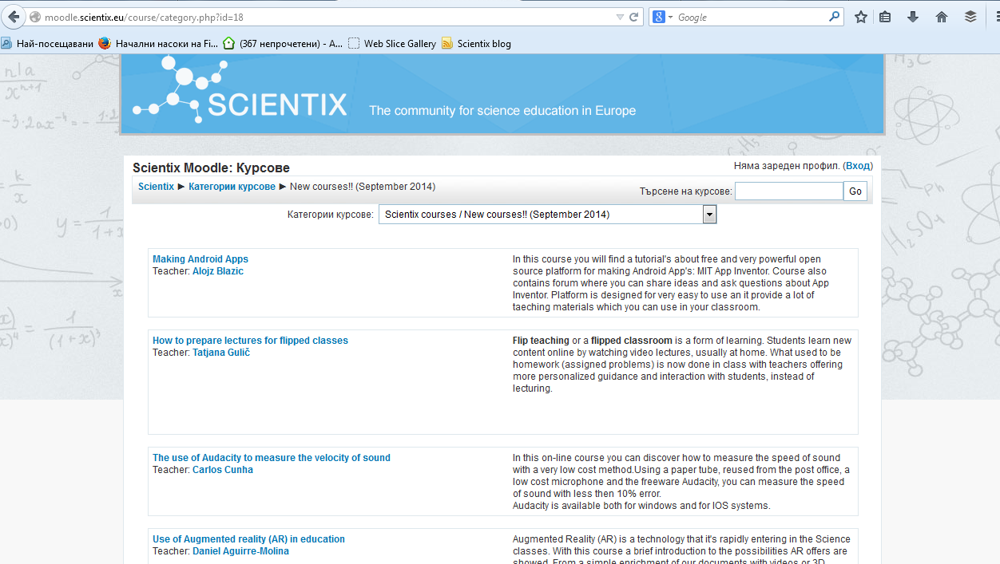 moodle.scientix.eu/course/category.php?id=18
Google
Най-посещавани Начални насоки на Fi... (367 непрочетени) - A... Web Slice Gallery Scientix blog
SCIENTIX The community for science education in Europe
Scientix Moodle: Курсове
Няма зареден профил. (Вход)
Scientix ► Категории курсове ► New courses!! (September 2014)
Търсене на курсове: Go
Категории курсове: Scientix courses / New courses!! (September 2014)
Making Android Apps
Teacher: Alojz Blazic
In this course you will find a tutorial's about free and very powerful open
source platform for making Android App's: MIT App Inventor. Course also
contains forum where you can share ideas and ask questions about App
Inventor. Platform is designed for very easy to use an it provide a lot of
taeching materials which you can use in your classroom.
How to prepare lectures for flipped classes
Teacher: Tatjana Gulič
Flip teaching or a flipped classroom is a form of learning. Students learn new
content online by watching video lectures, usually at home. What used to be
homework (assigned problems) is now done in class with teachers offering
more personalized guidance and interaction with students, instead of
lecturing.
The use of Audacity to measure the velocity of sound
Teacher: Carlos Cunha
In this on-line course you can discover how to measure the speed of sound
with a very low cost method.Using a paper tube, reused from the post office, a
low cost microphone and the freeware Audacity, you can measure the speed
of sound with less then 10% error.
Audacity is available both for windows and for IOS systems.
Use of Augmented reality (AR) in education
Teacher: Daniel Aguirre-Molina
Augmented Reality (AR) is a technology that it's rapidly entering in the Science
classes. With this course a brief introduction to the possibilities AR offers are
showed. From a simple enrichment of our documents with videos or 3D